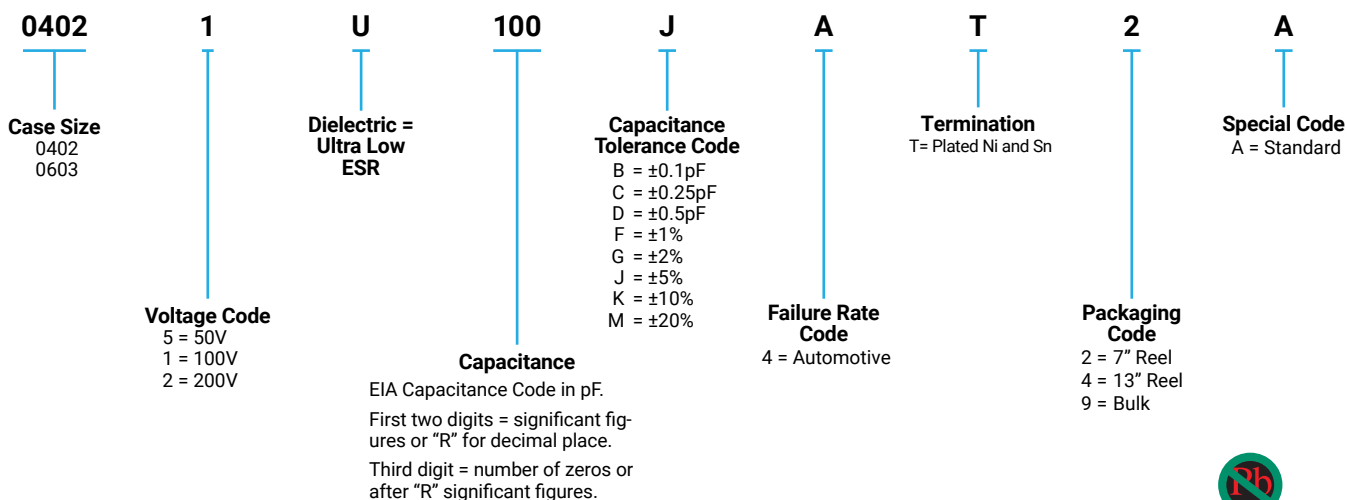 0402 1 U 100 J A T 2 A
Case Size
0402
0603
Voltage Code
5 = 50V
1 = 100V
2 = 200V
Dielectric =
Ultra Low
ESR
Capacitance
EIA Capacitance Code in pF.
First two digits = significant fig-
ures or “R” for decimal place.
Third digit = number of zeros or
after “R” significant figures.
Capacitance
Tolerance Code
B = ±0.1pF
C = ±0.25pF
D = ±0.5pF
F = ±1%
G = ±2%
J = ±5%
K = ±10%
M = ±20%
Failure Rate
Code
4 = Automotive
Termination
T= Plated Ni and Sn
Packaging
Code
2 = 7” Reel
4 = 13” Reel
9 = Bulk
Special Code
A = Standard
Pb